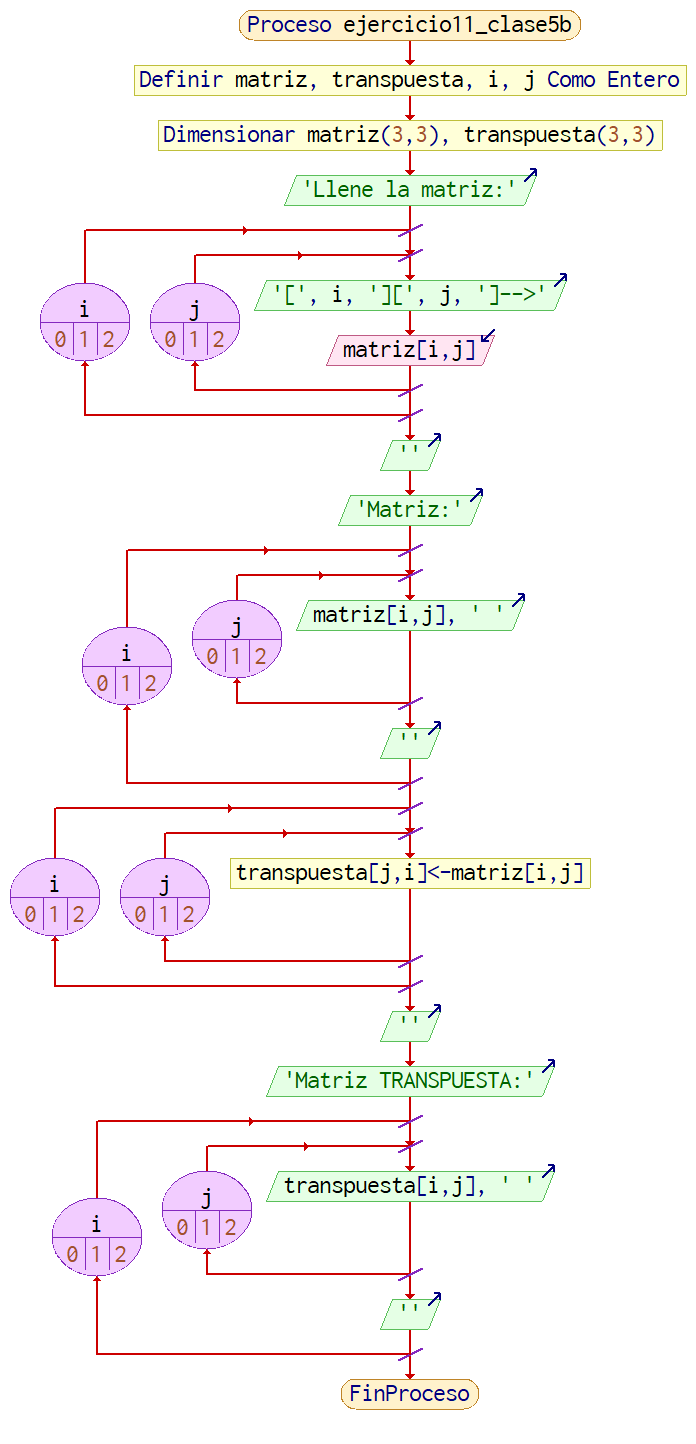 Proceso ejercicio11_clase5b
Definir matriz, transpuesta, i, j Como Entero
Dimensionar matriz(3,3), transpuesta(3,3)
'Llene la matriz:'
i
0 1 2
j
0 1 2
'[', i, '][', j, ']-->'
matriz[i,j]
''
'Matriz:'
i
0 1 2
j
0 1 2
matriz[i,j], ' '
''
i
0 1 2
j
0 1 2
transpuesta[j,i]<-matriz[i,j]
''
'Matriz TRANSPUESTA:'
i
0 1 2
j
0 1 2
transpuesta[i,j], ' '
''
FinProceso